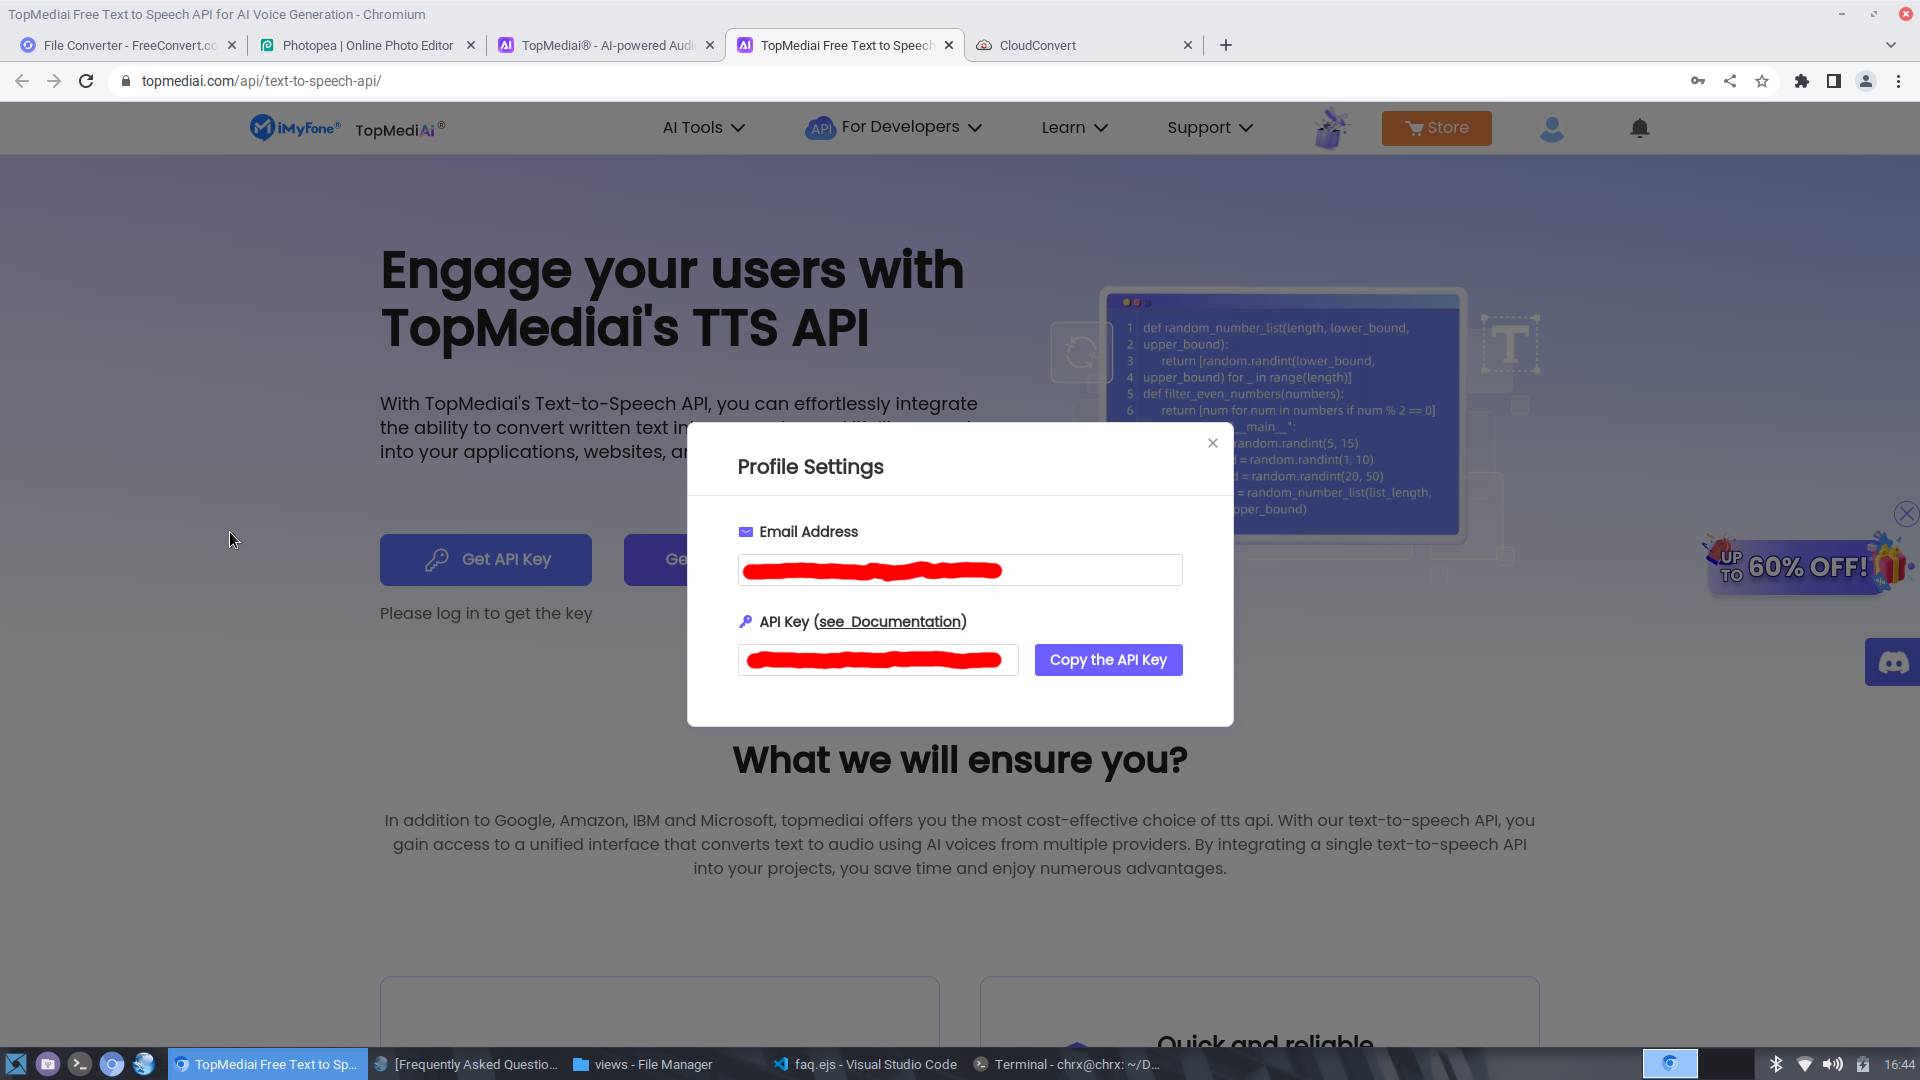 TopMediai Free Text to Speech API for AI Voice Generation - Chromium
File Converter - FreeConvert.co
Photopea | Online Photo Editor
TopMediai® - AI-powered Audi
TopMediai Free Text to Speech
CloudConvert
topmediai.com/api/text-to-speech-api/
iMyFone® TopMediAi®
AI Tools
API For Developers
Learn
Support
Store
Engage your users with
TopMediai's TTS API
With TopMediai's Text-to-Speech API, you can effortlessly integrate
the ability to convert written text in
into your applications, websites, a
Get API Key
Ge
Please log in to get the key
1 def random_number_list(length, lower_bound,
2 upper_bound):
3 return [random.randint(lower_bound,
4 upper_bound) for _ in range(length)]
5 def filter_even_numbers(numbers):
6 return [num for num in numbers if num % 2 == 0]
__main__":
random.randint(5, 15)
d = random.randint(1, 10)
d = random.randint(20, 50)
= random_number_list(list_length,
pper_bound)
T
Profile Settings
Email Address
API Key (see Documentation)
Copy the API Key
UP TO 60% OFF!
What we will ensure you?
In addition to Google, Amazon, IBM and Microsoft, topmediai offers you the most cost-effective choice of tts api. With our text-to-speech API, you
gain access to a unified interface that converts text to audio using AI voices from multiple providers. By integrating a single text-to-speech API
into your projects, you save time and enjoy numerous advantages.
Quick and reliable
TopMediai Free Text to Sp...
[Frequently Asked Questio...
views - File Manager
faq.ejs - Visual Studio Code
Terminal - chrx@chrx: ~/D...
16:44